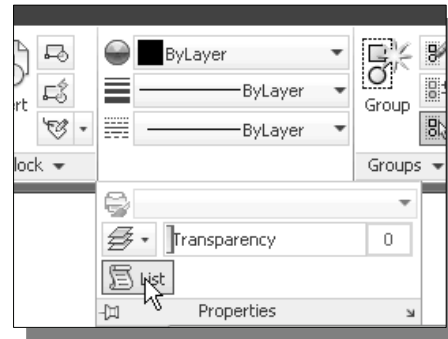 ByLayer
ByLayer
ByLayer
rt
Group
lock
Groups
Transparency 0
List
Properties